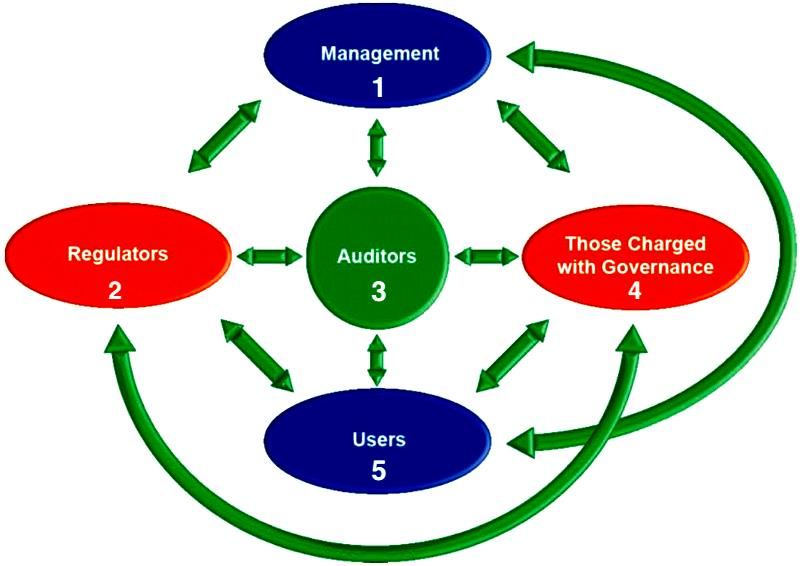 Management
1
Regulators
2
Auditors
3
Those Charged
with Governance
4
Users
5